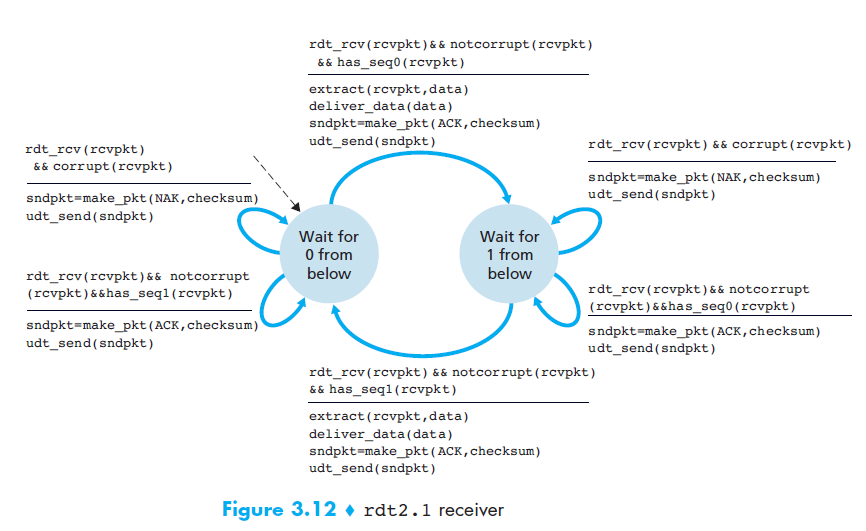 rdt_rcv(rcvpkt)&& notcorrupt(rcvpkt)
&& has_seq0(rcvpkt)
extract(rcvpkt,data)
deliver_data(data)
sndpkt=make_pkt(ACK,checksum)
udt_send(sndpkt)
rdt_rcv(rcvpkt)
&& corrupt(rcvpkt)
sndpkt=make_pkt(NAK,checksum)
udt_send(sndpkt)
rdt_rcv(rcvpkt) && corrupt(rcvpkt)
sndpkt=make_pkt(NAK,checksum)
udt_send(sndpkt)
Wait for
0 from
below
Wait for
1 from
below
rdt_rcv(rcvpkt)&& notcorrupt
(rcvpkt)&&has_seq1(rcvpkt)
sndpkt=make_pkt(ACK,checksum)
udt_send(sndpkt)
rdt_rcv(rcvpkt)&& notcorrupt
(rcvpkt)&&has_seq0(rcvpkt)
sndpkt=make_pkt(ACK,checksum)
udt_send(sndpkt)
rdt_rcv(rcvpkt) && notcorrupt(rcvpkt)
&& has_seq1(rcvpkt)
extract(rcvpkt,data)
deliver_data(data)
sndpkt=make_pkt(ACK,checksum)
udt_send(sndpkt)
Figure 3.12 ♦ rdt2.1 receiver